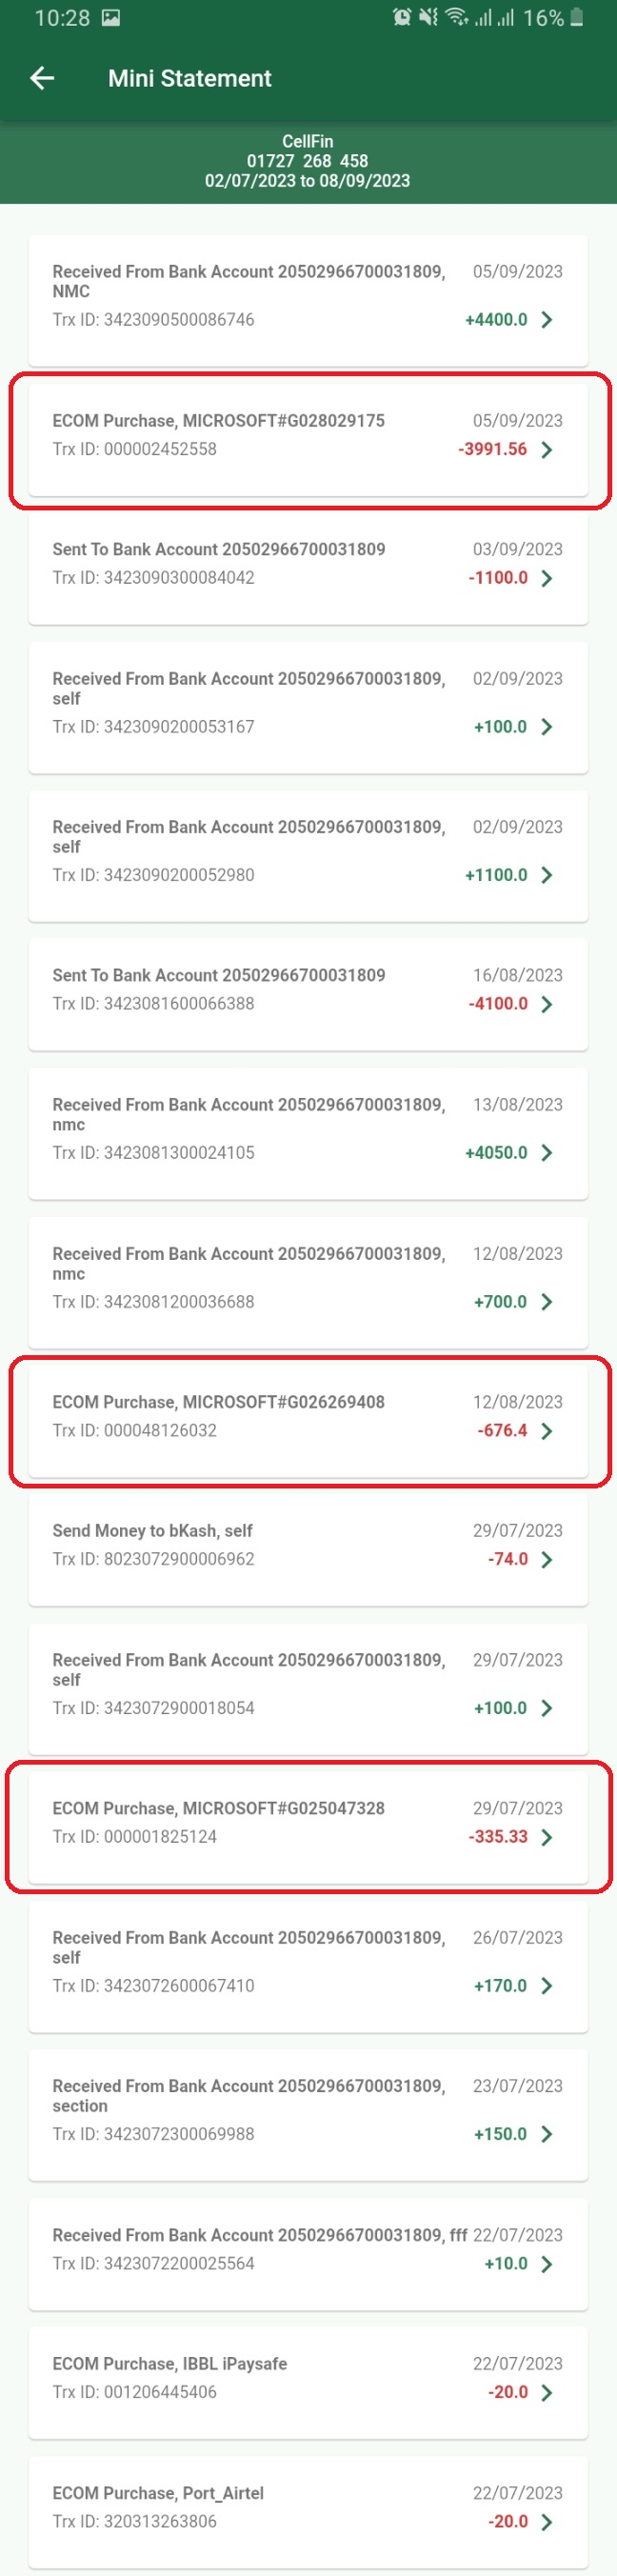 10:28
16%
Mini Statement
CellFin
01727 268 458
02/07/2023 to 08/09/2023
Received From Bank Account 20502966700031809, 05/09/2023
NMC
Trx ID: 3423090500086746 +4400.0
ECOM Purchase, MICROSOFT#G028029175 05/09/2023
Trx ID: 000002452558 -3991.56
Sent To Bank Account 20502966700031809 03/09/2023
Trx ID: 3423090300084042 -1100.0
Received From Bank Account 20502966700031809, 02/09/2023
self
Trx ID: 3423090200053167 +100.0
Received From Bank Account 20502966700031809, 02/09/2023
self
Trx ID: 3423090200052980 +1100.0
Sent To Bank Account 20502966700031809 16/08/2023
Trx ID: 3423081600066388 -4100.0
Received From Bank Account 20502966700031809, 13/08/2023
nmc
Trx ID: 3423081300024105 +4050.0
Received From Bank Account 20502966700031809, 12/08/2023
nmc
Trx ID: 3423081200036688 +700.0
ECOM Purchase, MICROSOFT#G026269408 12/08/2023
Trx ID: 000048126032 -676.4
Send Money to bKash, self 29/07/2023
Trx ID: 8023072900006962 -74.0
Received From Bank Account 20502966700031809, 29/07/2023
self
Trx ID: 3423072900018054 +100.0
ECOM Purchase, MICROSOFT#G025047328 29/07/2023
Trx ID: 000001825124 -335.33
Received From Bank Account 20502966700031809, 26/07/2023
self
Trx ID: 3423072600067410 +170.0
Received From Bank Account 20502966700031809, 23/07/2023
section
Trx ID: 3423072300069988 +150.0
Received From Bank Account 20502966700031809, fff 22/07/2023
Trx ID: 3423072200025564 +10.0
ECOM Purchase, IBBL iPaysafe 22/07/2023
Trx ID: 001206445406 -20.0
ECOM Purchase, Port_Airtel 22/07/2023
Trx ID: 320313263806 -20.0